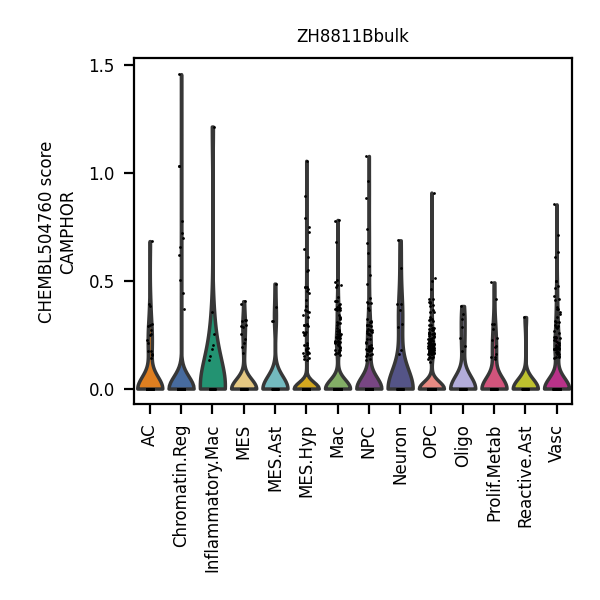 ZH8811Bbulk
CHEMBL504760 score
CAMPHOR
1.5
1.0
0.5
0.0
AC
Chromatin.Reg
Inflammatory.Mac
MES
MES.Ast
MES.Hyp
Mac
NPC
Neuron
OPC
Oligo
Prolif.Metab
Reactive.Ast
Vasc